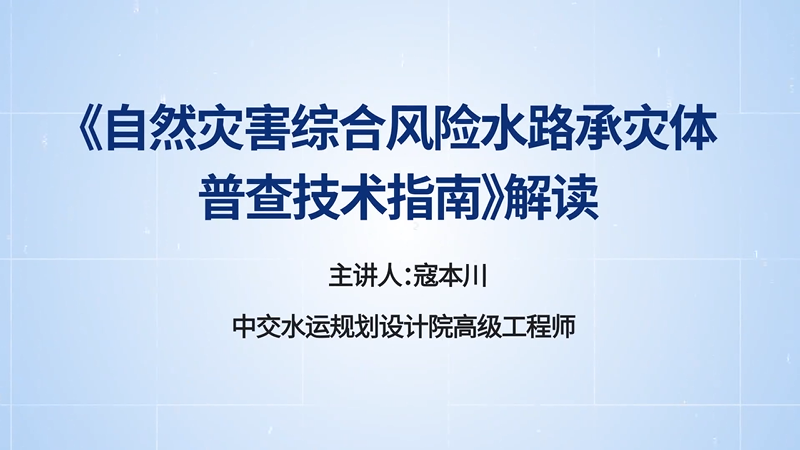 《自然灾害综合风险水路承灾体
普查技术指南》解读
主讲人：寇本川
中交水运规划设计院高级工程师